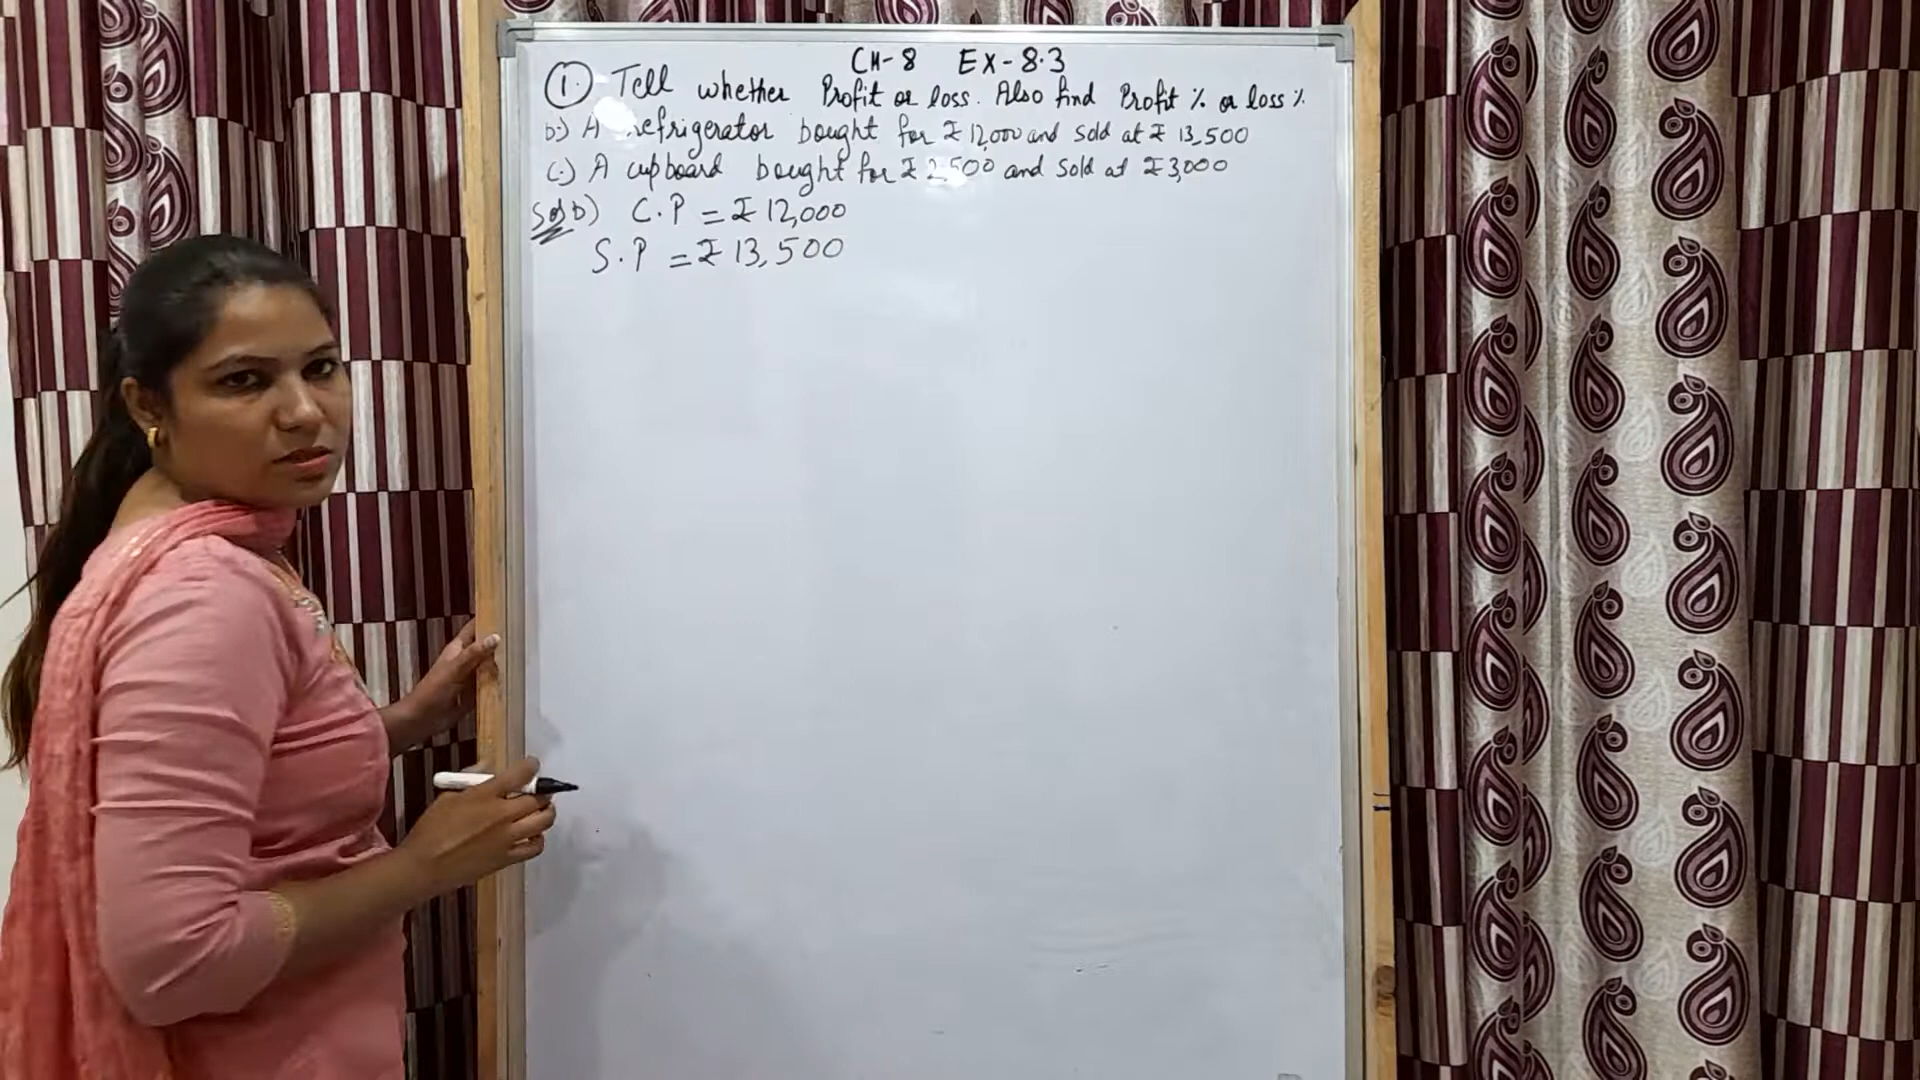 CH-8 EX-8.3
1. Tell whether Profit or loss. Also find Profit % or loss %.
b) A refrigerator bought for ₹ 12,000 and sold at ₹ 13,500
(c) A cupboard bought for ₹ 2,500 and sold at ₹ 3,000
Sol b) C.P = ₹ 12,000
S.P = ₹ 13,500